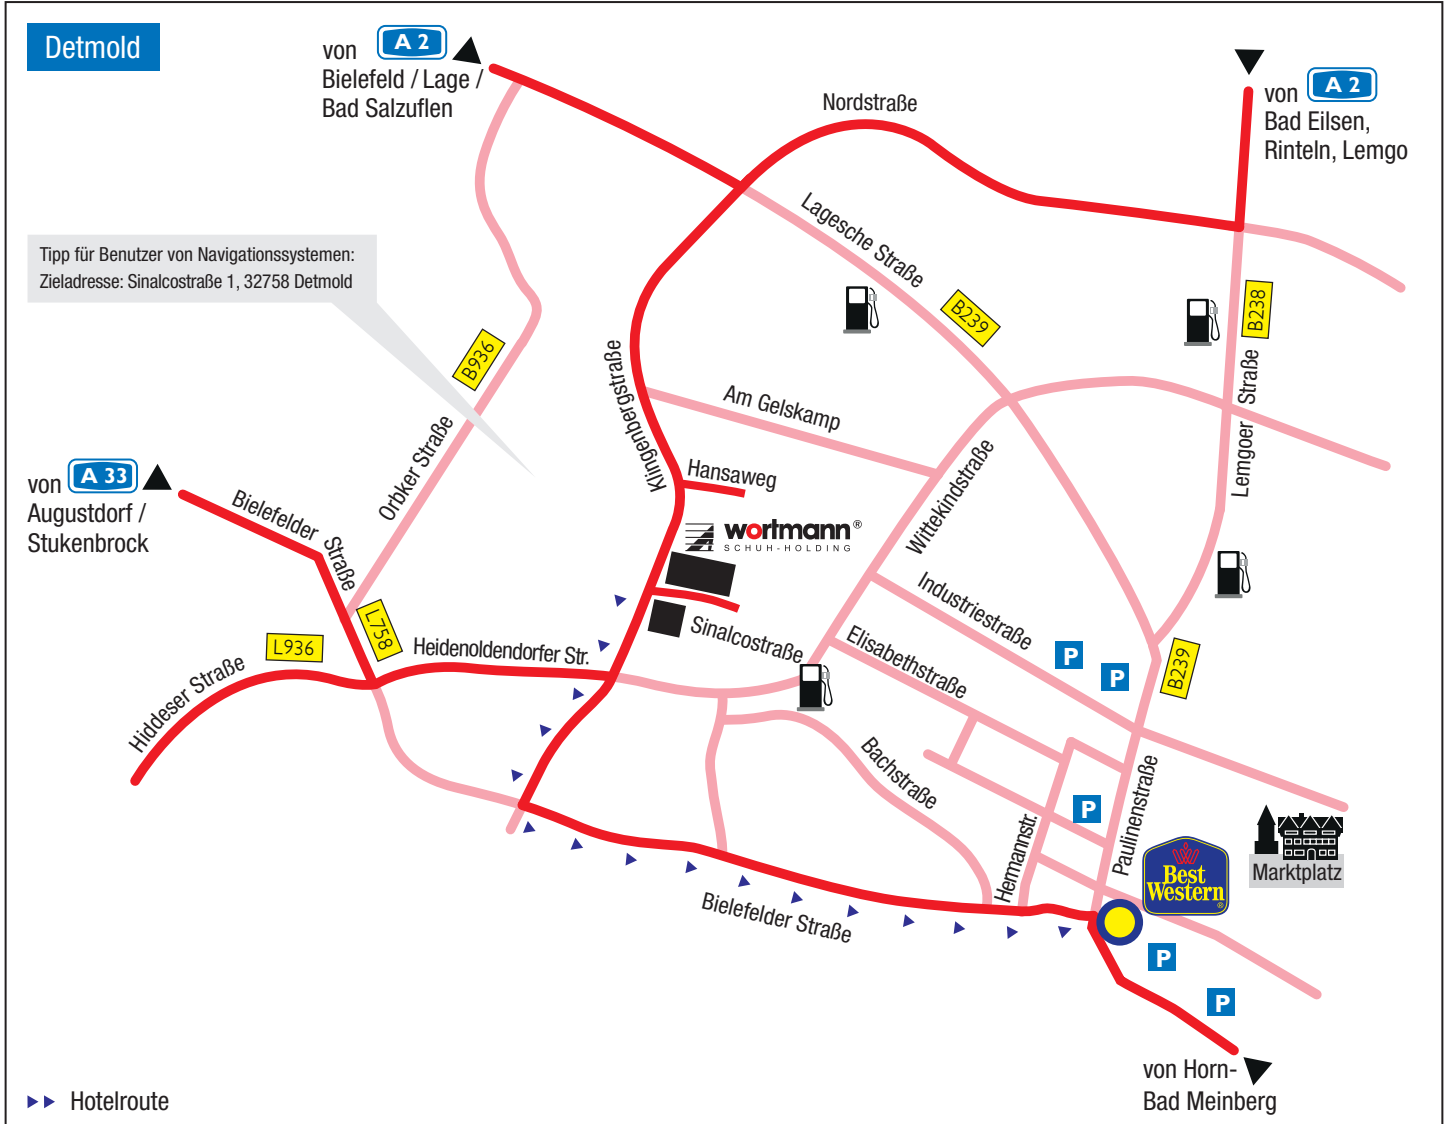 Detmold
von A 2
Bielefeld / Lage /
Bad Salzuflen
Nordstraße
von A 2
Bad Eilsen,
Rinteln, Lemgo
Lagesche Straße
Tipp für Benutzer von Navigationssystemen:
Zieladresse: Sinalcostraße 1, 32758 Detmold
B239
B238
B936
Klingenbergstraße
Am Gelskamp
Lemgoer Straße
Orbker Straße
Wittekindstraße
von A 33
Augustdorf /
Stukenbrock
Bielefelder Straße
Hansaweg
wortmann®
SCHUH-HOLDING
Industriestraße
L758
L936
Heidenoldendorfer Str.
Sinalcostraße
Elisabethstraße
P
P
B239
Hiddeser Straße
Bachstraße
Paulinenstraße
P
Hermannstr.
Best
Western®
Marktplatz
Bielefelder Straße
P
P
von Horn-
Bad Meinberg
Hotelroute